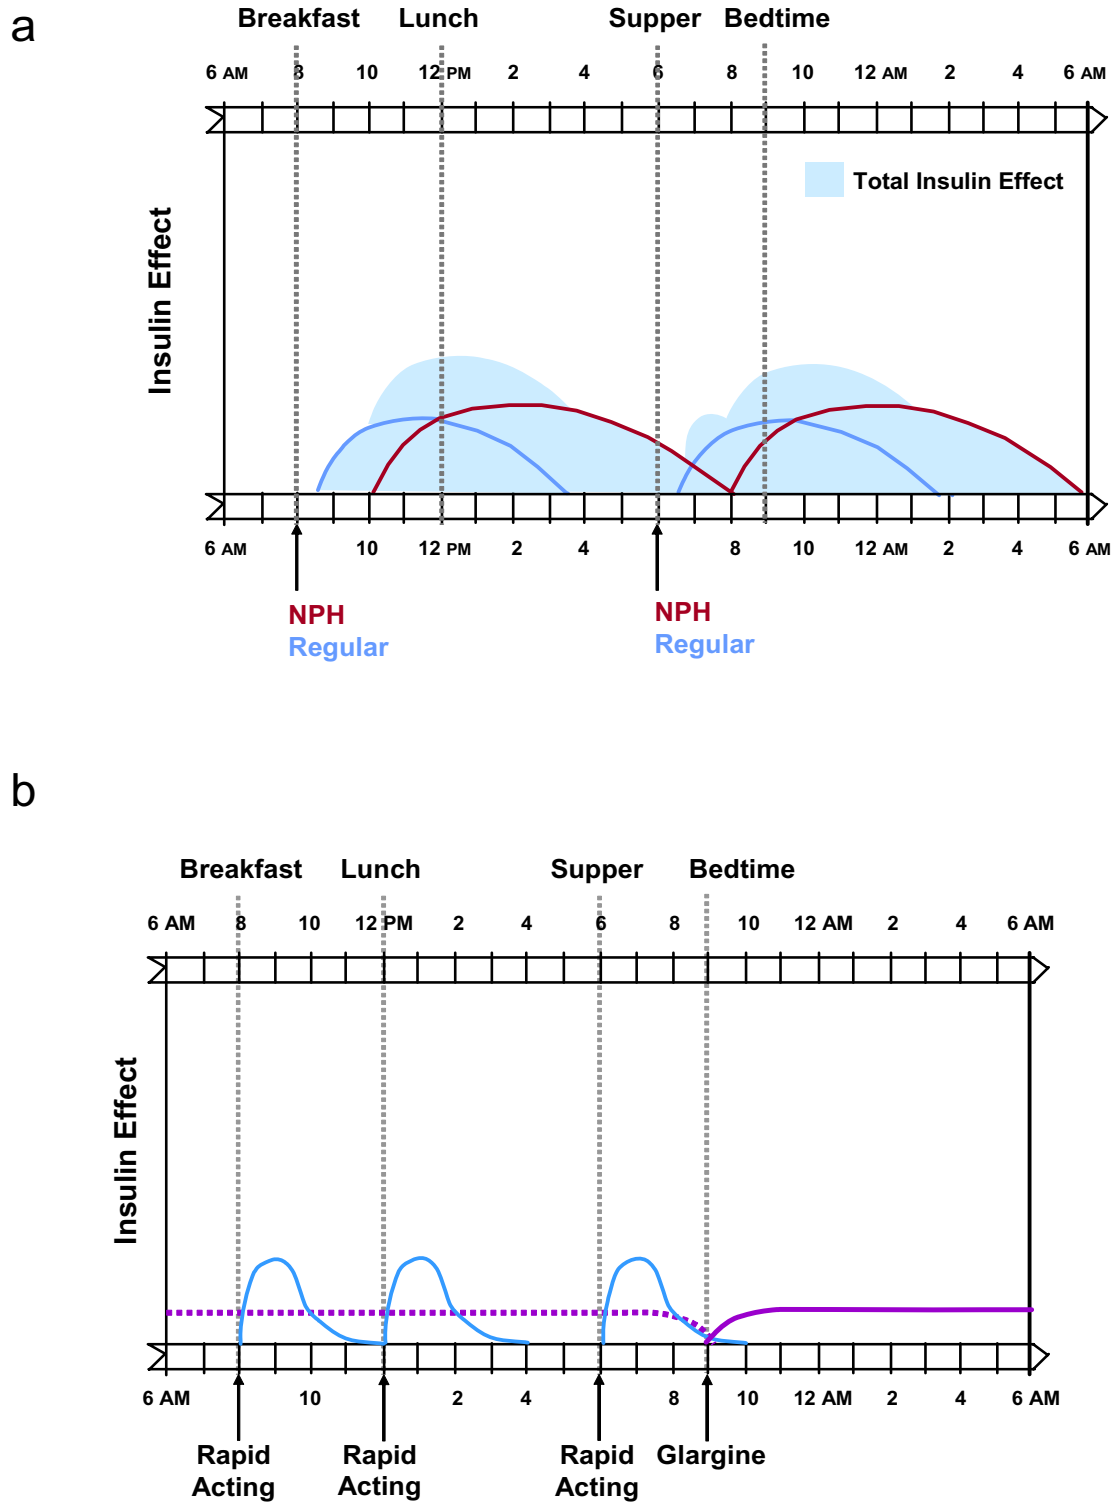 a
Breakfast Lunch Supper Bedtime
6 AM 8 10 12 PM 2 4 6 8 10 12 AM 2 4 6 AM
Total Insulin Effect
Insulin Effect
6 AM 10 12 PM 2 4 8 10 12 AM 2 4 6 AM
NPH NPH
Regular Regular
b
Breakfast Lunch Supper Bedtime
6 AM 8 10 12 PM 2 4 6 8 10 12 AM 2 4 6 AM
Insulin Effect
6 AM 10 2 4 8 10 12 AM 2 4 6 AM
Rapid Rapid Rapid Glargine
Acting Acting Acting